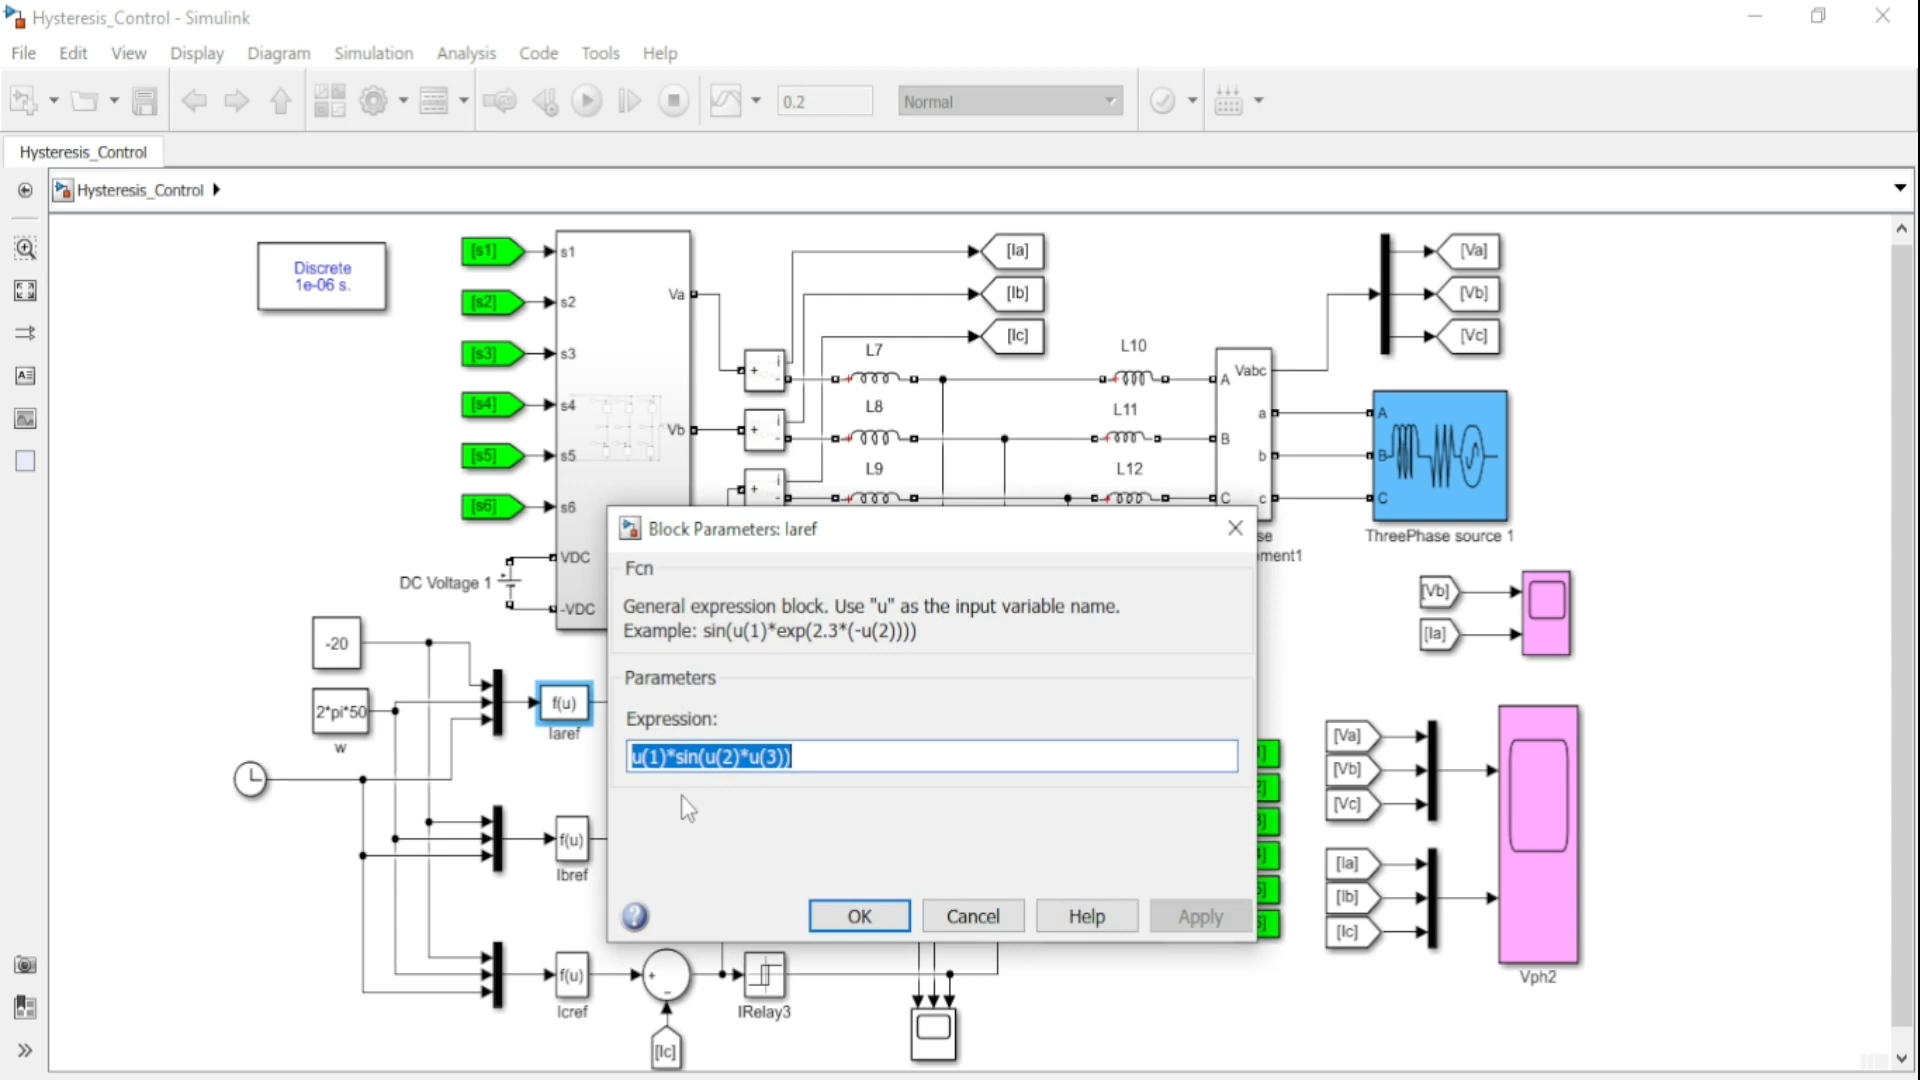 Hysteresis_Control - Simulink
File Edit View Display Diagram Simulation Analysis Code Tools Help
0.2
Normal
Hysteresis_Control
Hysteresis_Control
Discrete
1e-06 s.
[s1]
[s2]
[s3]
[s4]
[s5]
[s6]
s1
s2
s3
s4
s5
s6
VDC
-VDC
Va
Vb
DC Voltage 1
+ i -
+ i -
+ i -
[Ia]
[Ib]
[Ic]
L7
L8
L9
L10
L11
L12
Vabc
A
B
C
a
b
c
se
ment1
[Va]
[Vb]
[Vc]
A
B
C
ThreePhase source 1
[Vb]
[Ia]
-20
2*pi*50
w
f(u)
Iaref
f(u)
Ibref
f(u)
Icref
+
-
[Ic]
IRelay3
Block Parameters: Iaref
Fcn
General expression block. Use "u" as the input variable name.
Example: sin(u(1)*exp(2.3*(-u(2))))
Parameters
Expression:
u(1)*sin(u(2)*u(3))
OK Cancel Help Apply
[Va]
[Vb]
[Vc]
[Ia]
[Ib]
[Ic]
Vph2